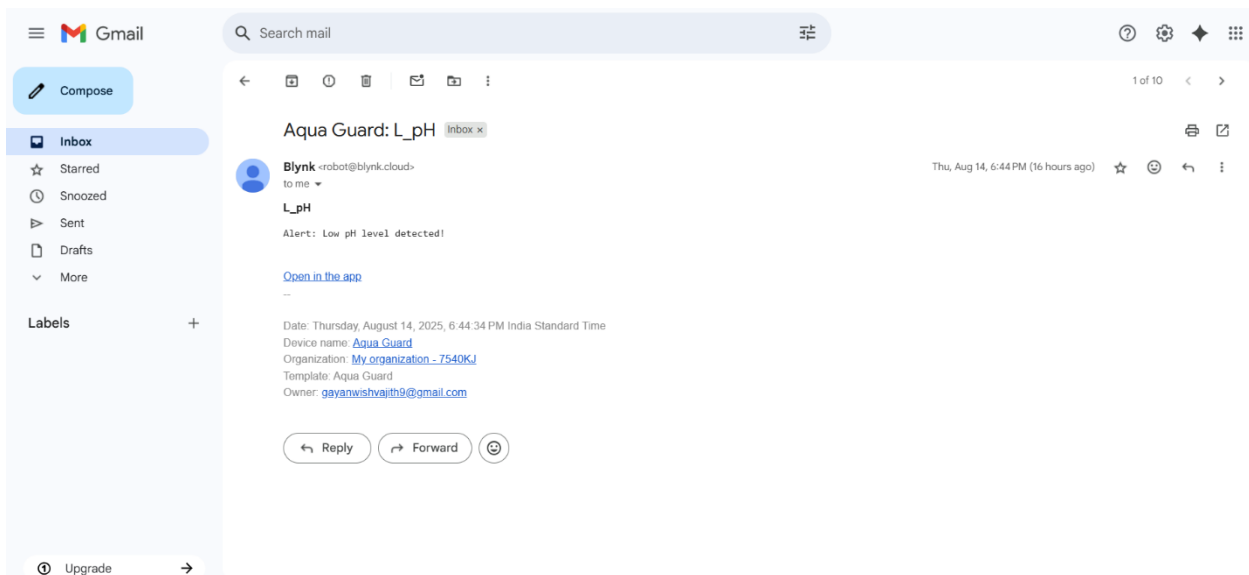 Gmail
Search mail
Compose
1 of 10
Inbox
Starred
Snoozed
Sent
Drafts
More
Labels
Aqua Guard: L_pH Inbox ×
Blynk <robot@blynk.cloud>
Thu, Aug 14, 6:44 PM (16 hours ago)
to me
L_pH
Alert: Low pH level detected!
Open in the app
--
Date: Thursday, August 14, 2025, 6:44:34 PM India Standard Time
Device name: Aqua Guard
Organization: My organization - 7540KJ
Template: Aqua Guard
Owner: gayanwishvajith9@gmail.com
Reply
Forward
Upgrade